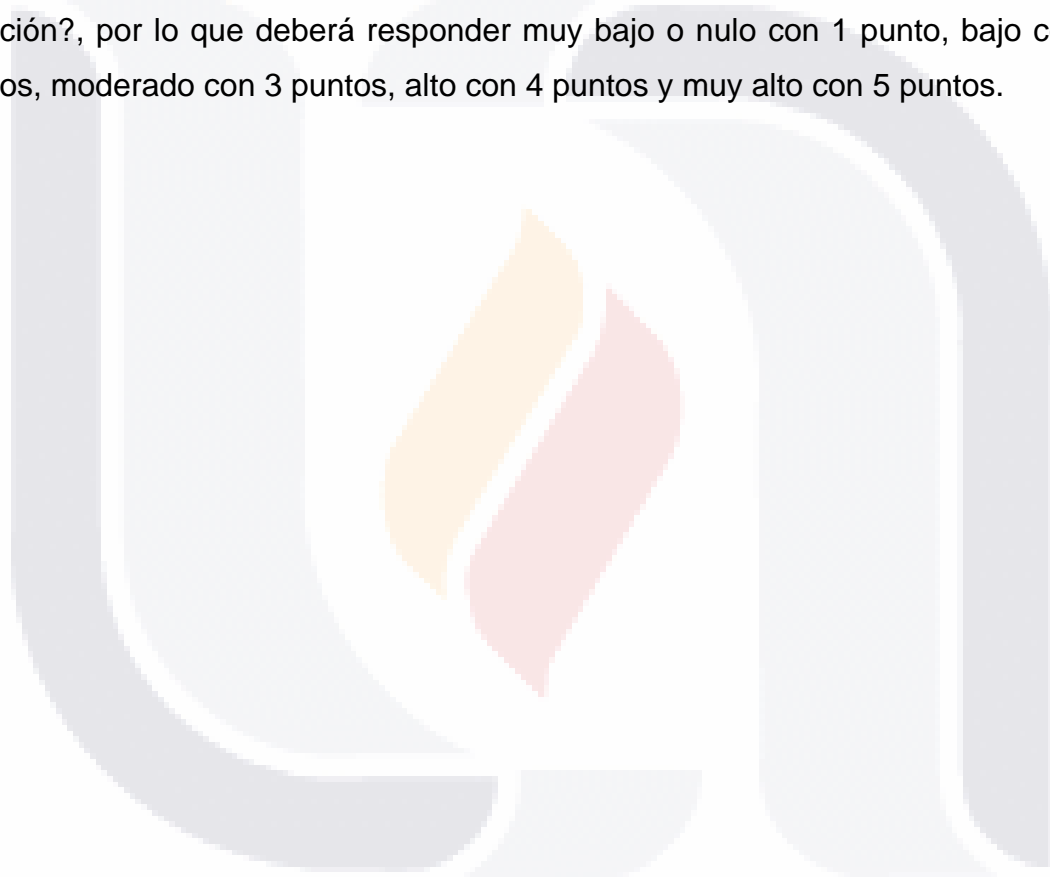 ción?, por lo que deberá responder muy bajo o nulo con 1 punto, bajo c
os, moderado con 3 puntos, alto con 4 puntos y muy alto con 5 puntos.